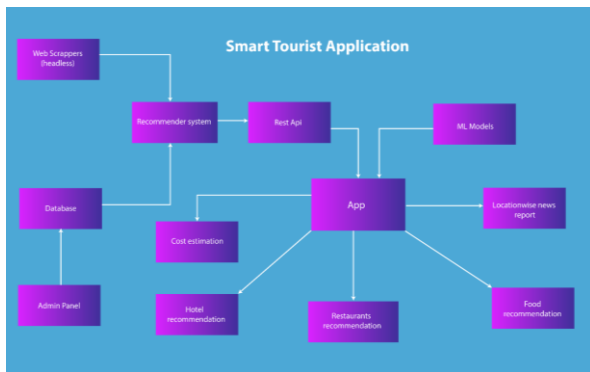 Smart Tourist Application
Web Scrappers
(headless)
Recommender system
Rest Api
ML Models
Database
App
Locationwise news
report
Cost estimation
Admin Panel
Hotel
recommendation
Restaurants
recommendation
Food
recommendation